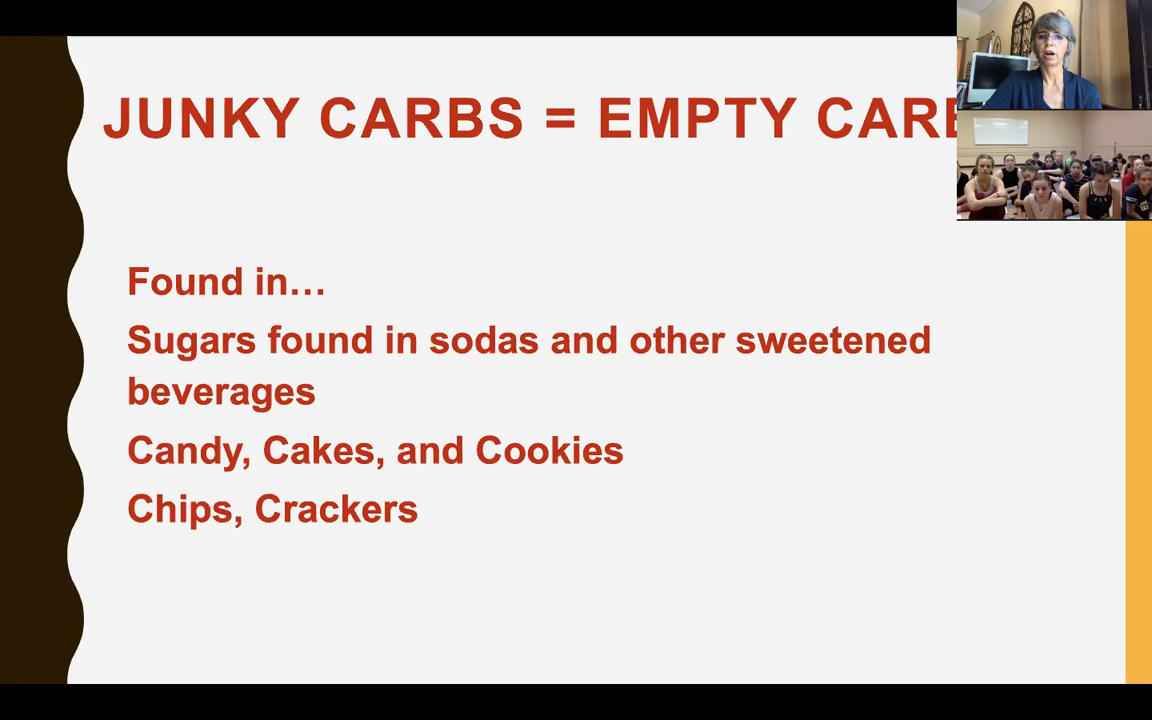 JUNKY CARBS = EMPTY
Found in…
Sugars found in sodas and other sweetened
beverages
Candy, Cakes, and Cookies
Chips, Crackers